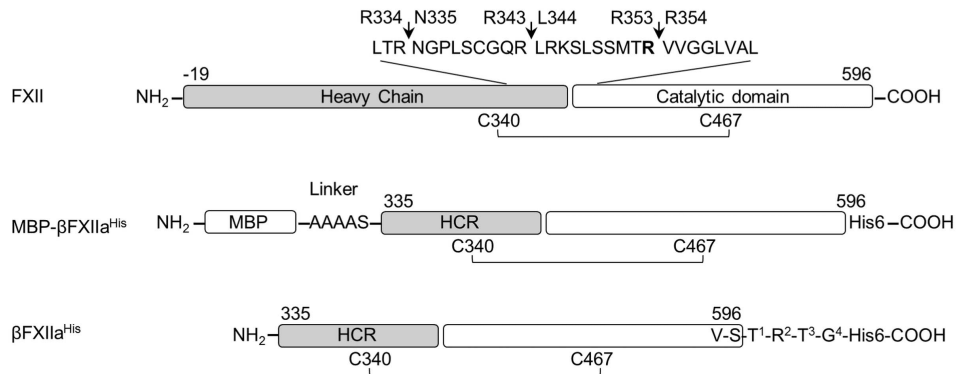 R334 N335 R343 L344 R353 R354
LTR NGPLSCGQR LRKSLSSMTR VVGGLVAL
-19 596
FXII NH2 Heavy Chain Catalytic domain COOH
C340 C467
Linker 335 596
MBP-βFXIIaHis NH2 MBP AAAAS HCR His6 COOH
C340 C467
335 596
βFXIIaHis NH2 HCR V-S-T1-R2-T3-G4-His6-COOH
C340 C467